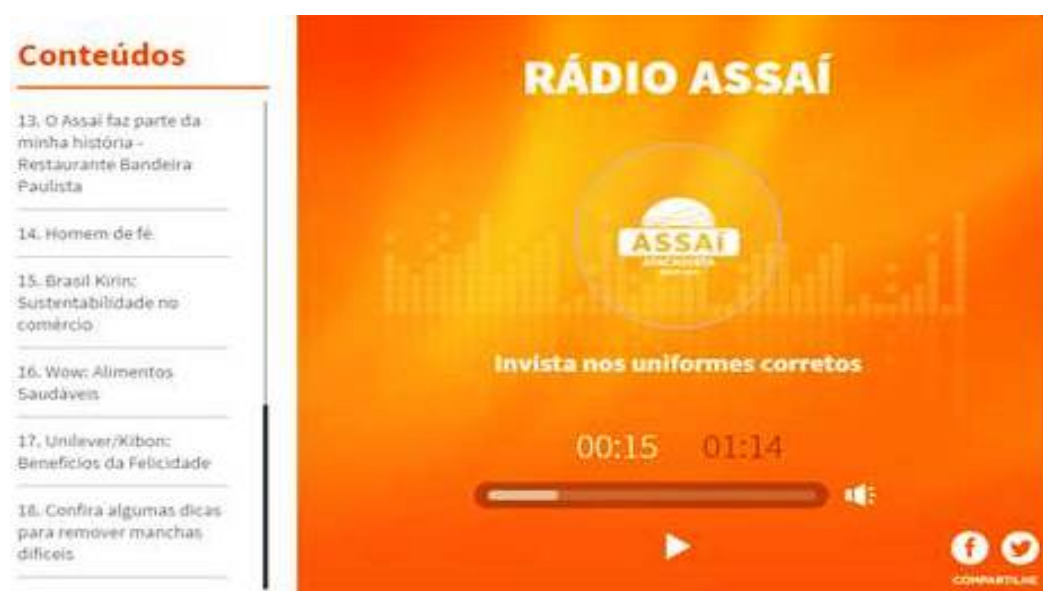 Conteúdos
13. O Assaí faz parte da
minha história -
Restaurante Bandeira
Paulista
14. Homem de fé
15. Brasil Kirin:
Sustentabilidade no
comércio
16. Wow: Alimentos
Saudáveis
17. Unilever/Kibon:
Benefícios da Felicidade
18. Confira algumas dicas
para remover manchas
difíceis
RÁDIO ASSAÍ
ASSAÍ
ATACADISTA
Invista nos uniformes corretos
00:15 01:14
COMPARTILHE